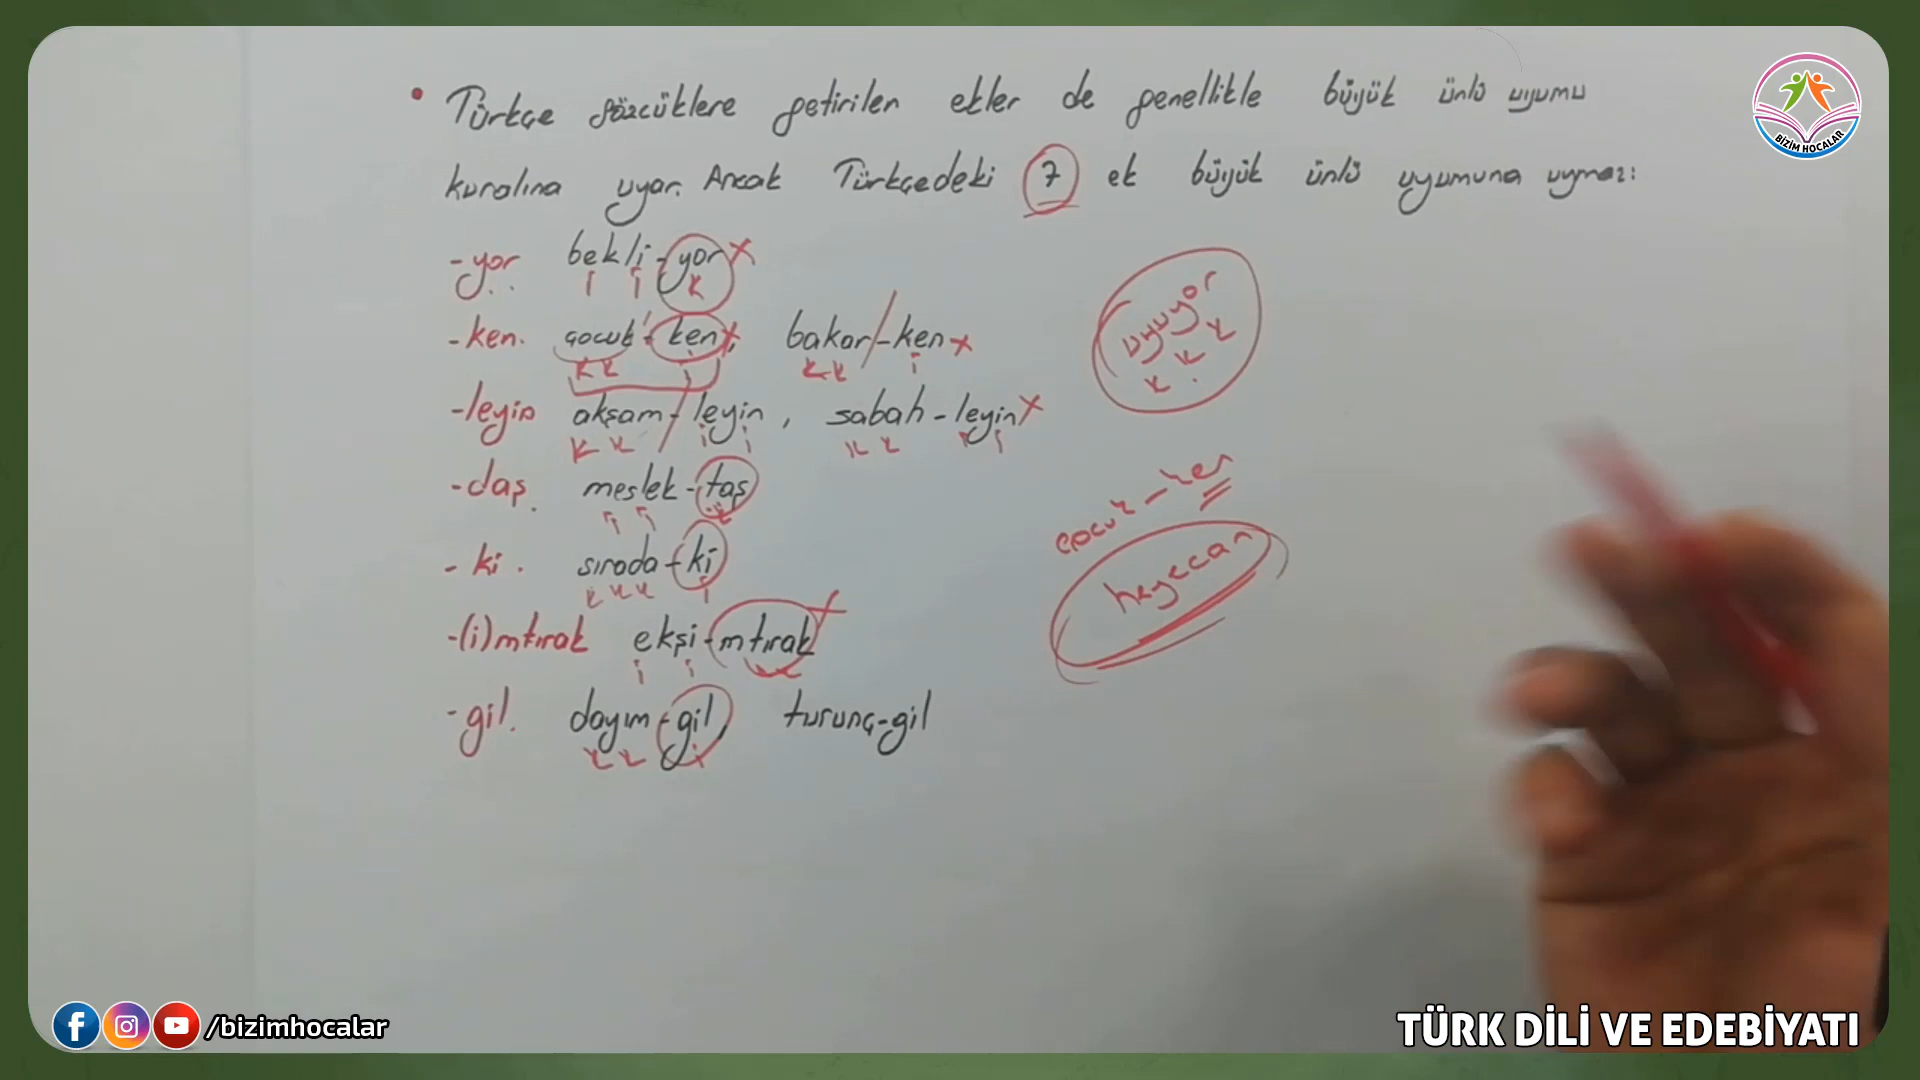 • Türkçe sözcüklere getirilen ekler de genellikle büyük ünlü uyumu
kuralına uyar. Ancak Türkçedeki 7 ek büyük ünlü uyumuna uymaz:
-yor bekli-yor x
k
-ken. çocuk-ken x, bakar/-ken x
k k i k k i
-leyin akşam-/leyin, sabah-leyin x
k k i i k k i i
-daş. meslek-taş
i i k
-ki. sırada-ki
k k k i
-(i)mtırak ekşi-mtırak x
i i
-gil. dayım-gil, turunç-gil
k k i
uyuyor
k k k
çocuk-ken
heyecan
BİZİM HOCALAR
/bizimhocalar
TÜRK DİLİ VE EDEBİYATI